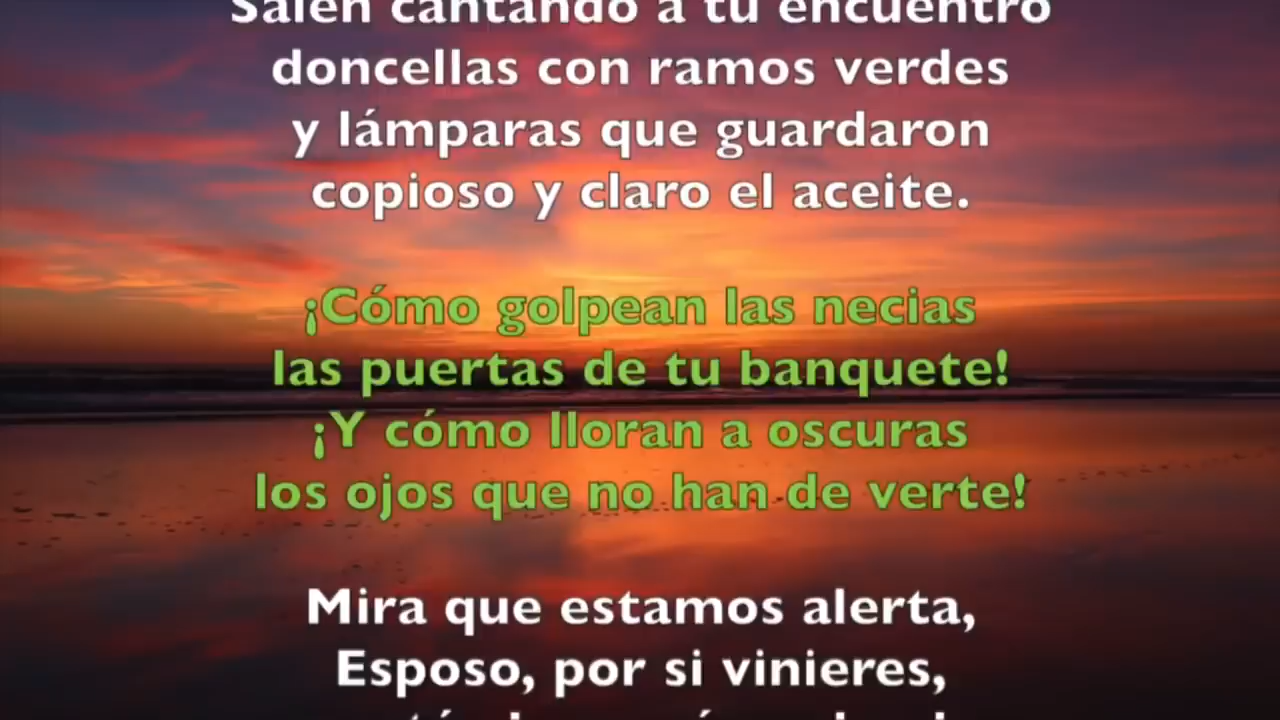 Salen cantando a tu encuentro
doncellas con ramos verdes
y lámparas que guardaron
copioso y claro el aceite.
¡Cómo golpean las necias
las puertas de tu banquete!
¡Y cómo lloran a oscuras
los ojos que no han de verte!
Mira que estamos alerta,
Esposo, por si vinieres,